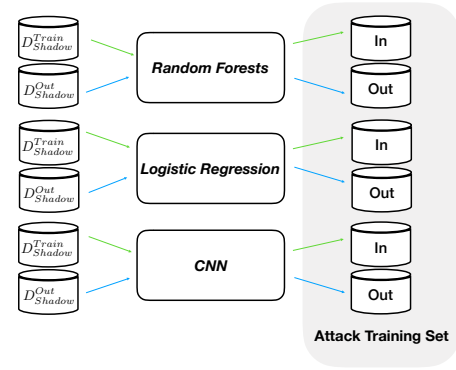 $D_{Shadow}^{Train}$
Random Forests
In
$D_{Shadow}^{Out}$
Out
$D_{Shadow}^{Train}$
Logistic Regression
In
$D_{Shadow}^{Out}$
Out
$D_{Shadow}^{Train}$
CNN
In
$D_{Shadow}^{Out}$
Out
Attack Training Set